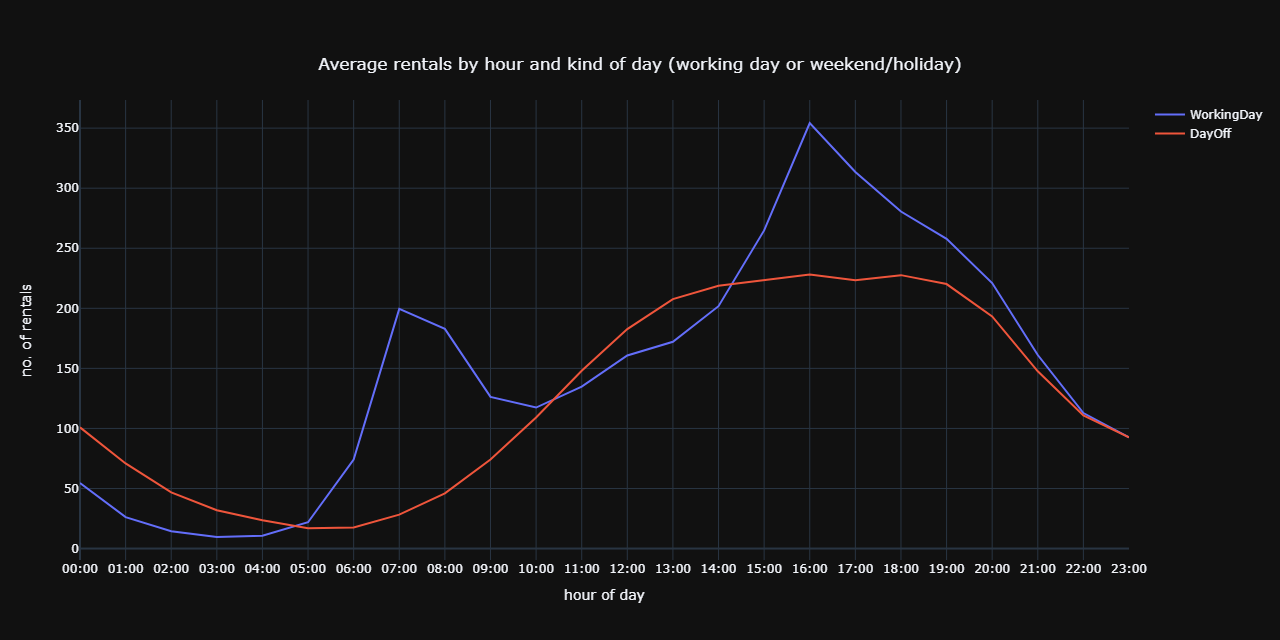 Average rentals by hour and kind of day (working day or weekend/holiday)
WorkingDay
DayOff
350
300
250
200
150
100
50
0
no. of rentals
00:00 01:00 02:00 03:00 04:00 05:00 06:00 07:00 08:00 09:00 10:00 11:00 12:00 13:00 14:00 15:00 16:00 17:00 18:00 19:00 20:00 21:00 22:00 23:00
hour of day